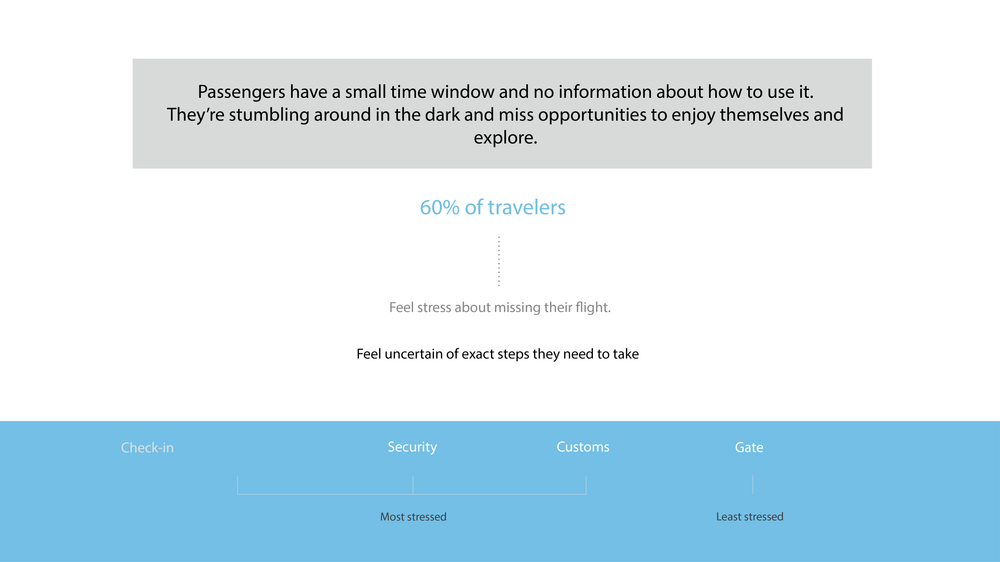 Passengers have a small time window and no information about how to use it.
They’re stumbling around in the dark and miss opportunities to enjoy themselves and
explore.
60% of travelers
Feel stress about missing their flight.
Feel uncertain of exact steps they need to take
Check-in Security Customs Gate
Most stressed Least stressed